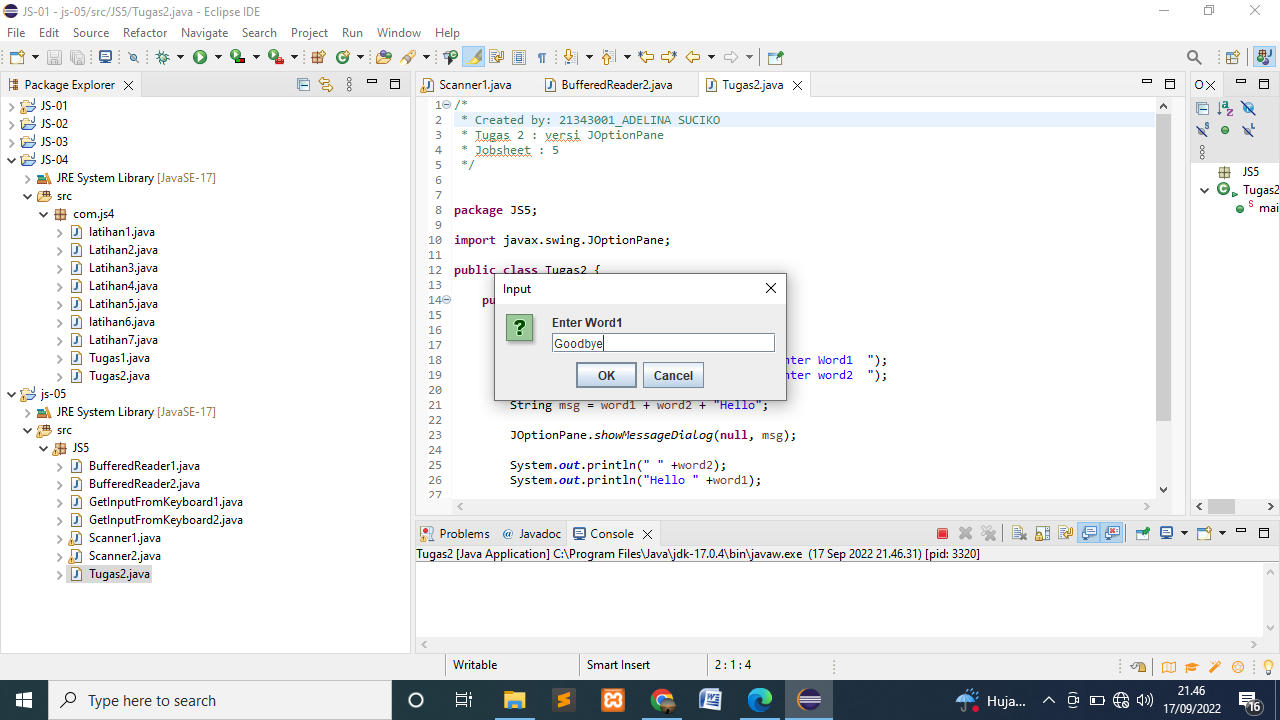 JS-01 - js-05/src/JS5/Tugas2.java - Eclipse IDE
File Edit Source Refactor Navigate Search Project Run Window Help
Package Explorer
JS-01
JS-02
JS-03
JS-04
JRE System Library [JavaSE-17]
src
com.js4
latihan1.java
Latihan2.java
Latihan3.java
Latihan4.java
Latihan5.java
latihan6.java
Latihan7.java
Tugas1.java
Tugas2.java
js-05
JRE System Library [JavaSE-17]
src
JS5
BufferedReader1.java
BufferedReader2.java
GetInputFromKeyboard1.java
GetInputFromKeyboard2.java
Scanner1.java
Scanner2.java
Tugas2.java
Scanner1.java BufferedReader2.java Tugas2.java
1 /*
2 * Created by: 21343001_ADELINA SUCIKO
3 * Tugas 2 : versi JOptionPane
4 * Jobsheet : 5
5 */
6
7
8 package JS5;
9
10 import javax.swing.JOptionPane;
11
12 public class Tugas2 {
13
14 pu
15
16
17
18 nter Word1 ");
19 nter word2 ");
20
21 String msg = word1 + word2 + "Hello";
22
23 JOptionPane.showMessageDialog(null, msg);
24
25 System.out.println(" " +word2);
26 System.out.println("Hello " +word1);
27
Input
Enter Word1
Goodbye
OK Cancel
O
JS5
Tugas2
mai
Problems Javadoc Console
Tugas2 [Java Application] C:\Program Files\Java\jdk-17.0.4\bin\javaw.exe (17 Sep 2022 21.46.31) [pid: 3320]
Writable Smart Insert 2 : 1 : 4
Type here to search
Huja...
21.46
17/09/2022
16